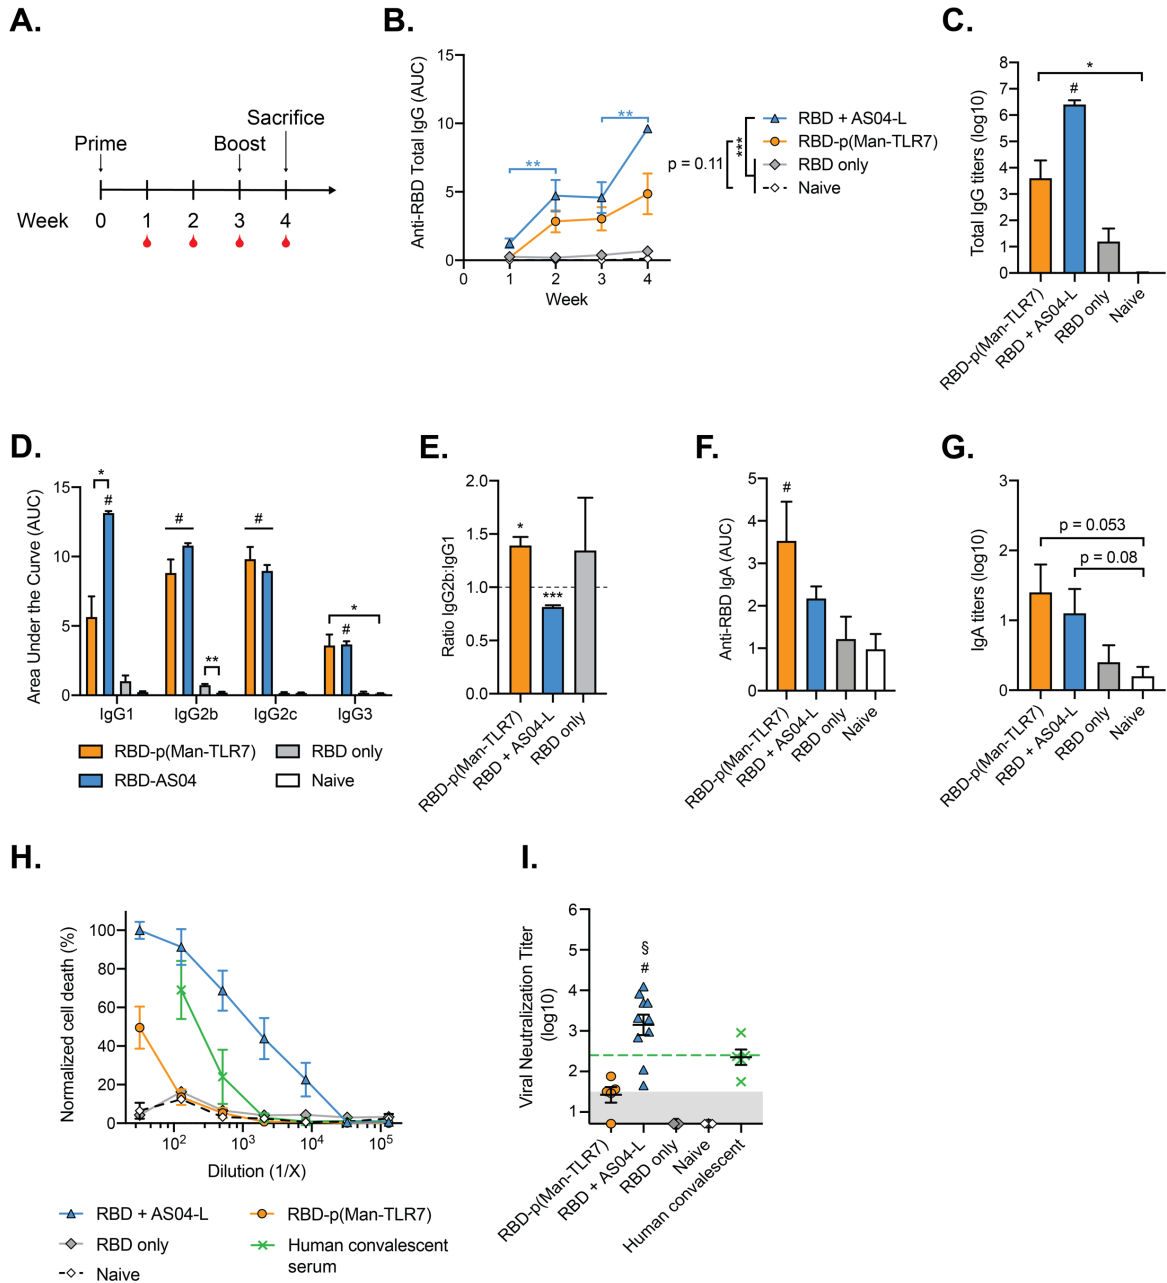 A.
Prime
Boost
Sacrifice
Week
0 1 2 3 4
B.
Anti-RBD Total IgG (AUC)
15
10
5
0
0 1 2 3 4
Week
**
**
RBD + AS04-L
RBD-p(Man-TLR7)
RBD only
Naive
p = 0.11
***
C.
Total IgG titers (log10)
8
7
6
5
4
3
2
1
0
*
#
RBD-p(Man-TLR7)
RBD + AS04-L
RBD only
Naive
D.
Area Under the Curve (AUC)
15
10
5
0
*
#
#
**
#
*
#
IgG1 IgG2b IgG2c IgG3
RBD-p(Man-TLR7)
RBD-AS04
RBD only
Naive
E.
Ratio IgG2b:IgG1
2.0
1.5
1.0
0.5
0.0
*
***
RBD-p(Man-TLR7)
RBD + AS04-L
RBD only
F.
Anti-RBD IgA (AUC)
5
4
3
2
1
0
#
RBD-p(Man-TLR7)
RBD + AS04-L
RBD only
Naive
G.
IgA titers (log10)
3
2
1
0
p = 0.053
p = 0.08
RBD-p(Man-TLR7)
RBD + AS04-L
RBD only
Naive
H.
Normalized cell death (%)
100
80
60
40
20
0
10² 10³ 10⁴ 10⁵
Dilution (1/X)
RBD + AS04-L
RBD only
Naive
RBD-p(Man-TLR7)
Human convalescent
serum
I.
Viral Neutralization Titer
(log10)
6
5
4
3
2
1
§
#
RBD-p(Man-TLR7)
RBD + AS04-L
RBD only
Naive
Human convalescent